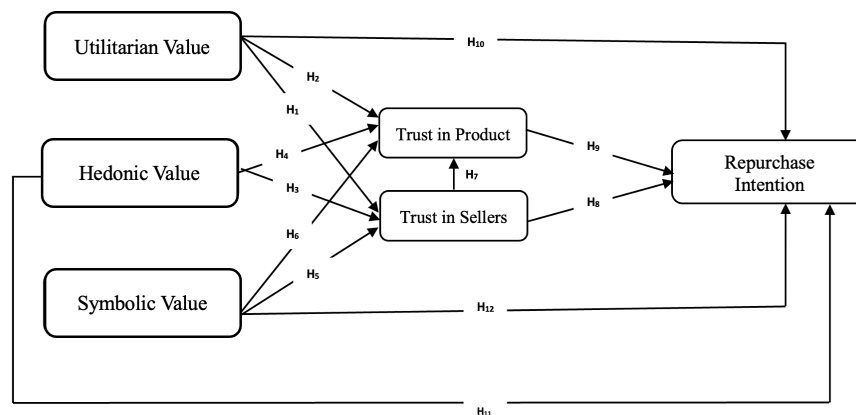 Utilitarian Value
H10
H2
H1
Trust in Product
H4
H9
Repurchase
Intention
Hedonic Value
H7
H3
Trust in Sellers
H8
H6
H5
Symbolic Value
H12
H11